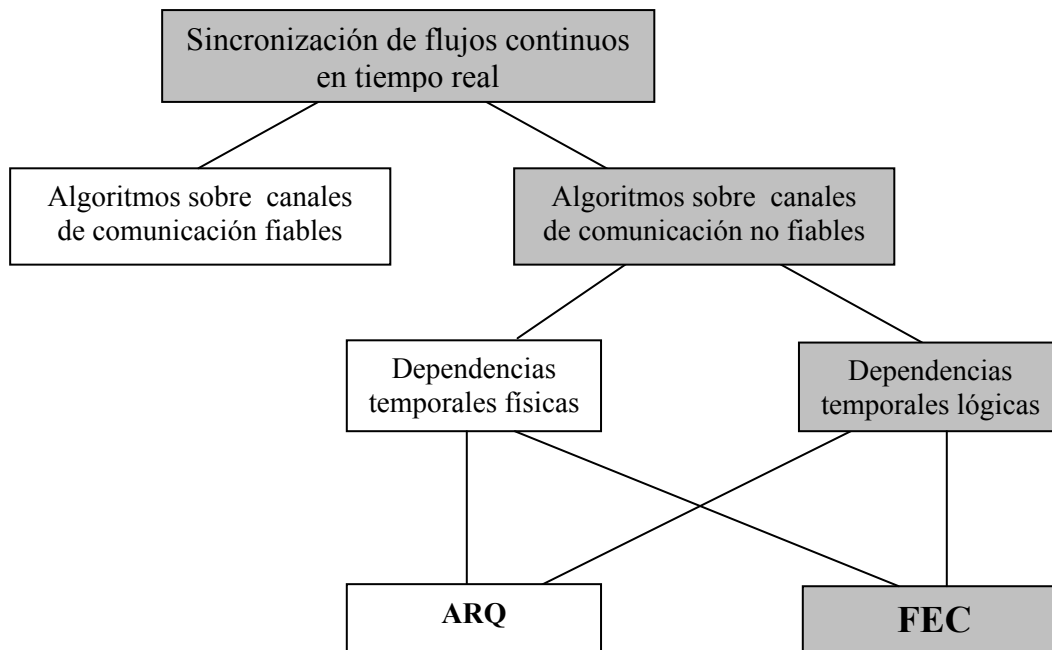 Sincronización de flujos continuos
en tiempo real
Algoritmos sobre canales
de comunicación fiables
Algoritmos sobre canales
de comunicación no fiables
Dependencias
temporales físicas
Dependencias
temporales lógicas
ARQ
FEC